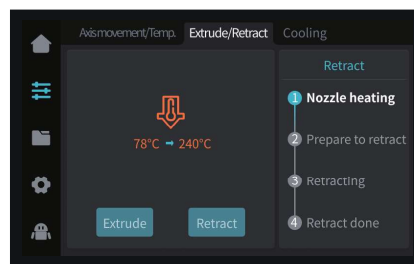 Axis movement/Temp. Extrude/Retract Cooling
Retract
1 Nozzle heating
78°C → 240°C
2 Prepare to retract
3 Retracting
Extrude Retract
4 Retract done